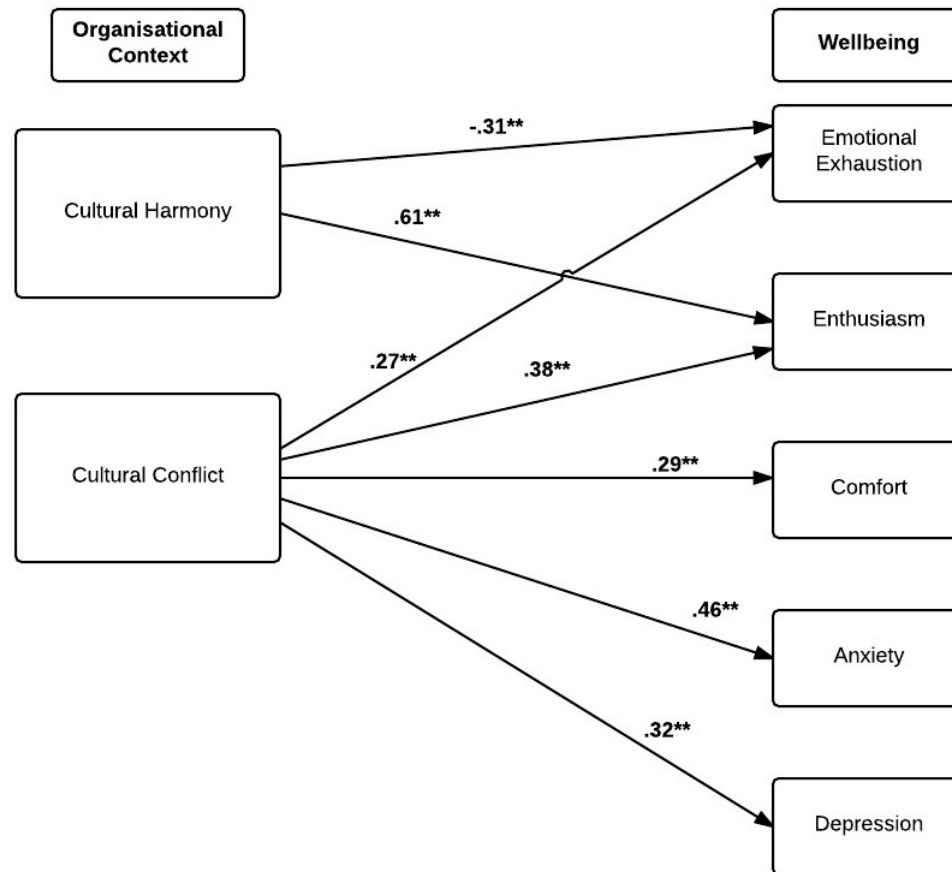 Organisational
Context
Wellbeing
Cultural Harmony
-.31**
Emotional
Exhaustion
.61**
Enthusiasm
.27**
.38**
Cultural Conflict
.29**
Comfort
.46**
Anxiety
.32**
Depression